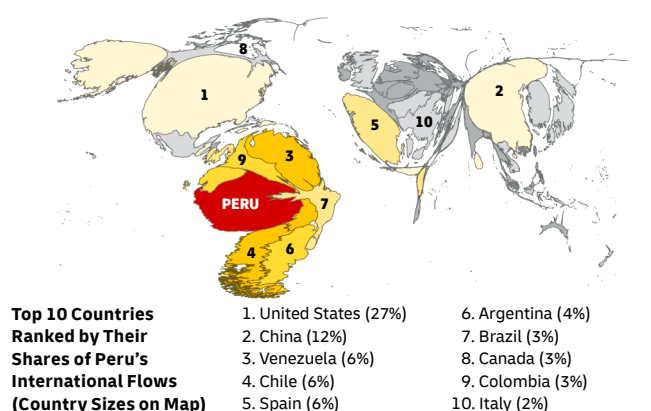 8
1
2
5
10
3
9
PERU
7
4
6
Top 10 Countries
Ranked by Their
Shares of Peru's
International Flows
(Country Sizes on Map)
1. United States (27%)
2. China (12%)
3. Venezuela (6%)
4. Chile (6%)
5. Spain (6%)
6. Argentina (4%)
7. Brazil (3%)
8. Canada (3%)
9. Colombia (3%)
10. Italy (2%)